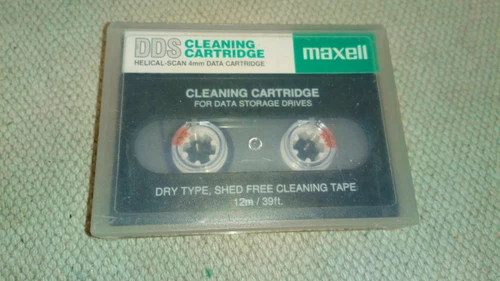 DDS CLEANING CARTRIDGE
HELICAL-SCAN 4mm DATA CARTRIDGE
maxell
CLEANING CARTRIDGE
FOR DATA STORAGE DRIVES
DRY TYPE, SHED FREE CLEANING TAPE
12m / 39ft.